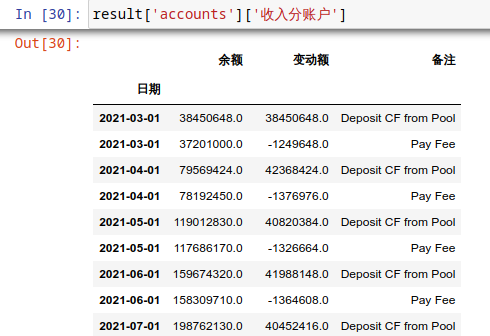 In [30]: result['accounts']['收入分账户']
Out[30]:
余额 变动额 备注
日期
2021-03-01 38450648.0 38450648.0 Deposit CF from Pool
2021-03-01 37201000.0 -1249648.0 Pay Fee
2021-04-01 79569424.0 42368424.0 Deposit CF from Pool
2021-04-01 78192450.0 -1376976.0 Pay Fee
2021-05-01 119012830.0 40820384.0 Deposit CF from Pool
2021-05-01 117686170.0 -1326664.0 Pay Fee
2021-06-01 159674320.0 41988148.0 Deposit CF from Pool
2021-06-01 158309710.0 -1364608.0 Pay Fee
2021-07-01 198762130.0 40452416.0 Deposit CF from Pool